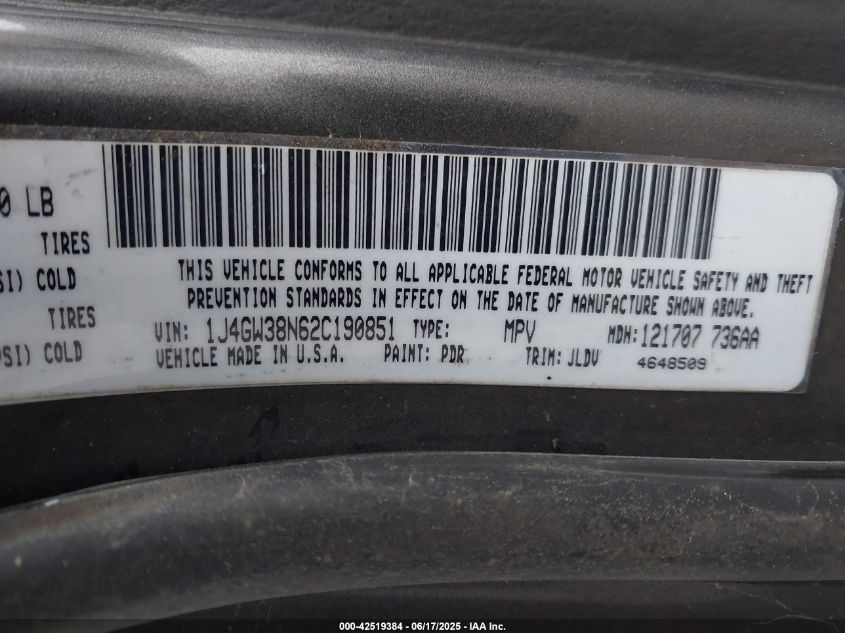 0 LB
TIRES
SI) COLD
TIRES
PSI) COLD
THIS VEHICLE CONFORMS TO ALL APPLICABLE FEDERAL MOTOR VEHICLE SAFETY AND THEFT
PREVENTION STANDARDS IN EFFECT ON THE DATE OF MANUFACTURE SHOWN ABOVE.
VIN: 1J4GW38N62C190851 TYPE: MPV MDH:121707 736AA
VEHICLE MADE IN U.S.A. PAINT: PDR TRIM: JLDV 4648509
000-42519384 - 06/17/2025 - IAA Inc.